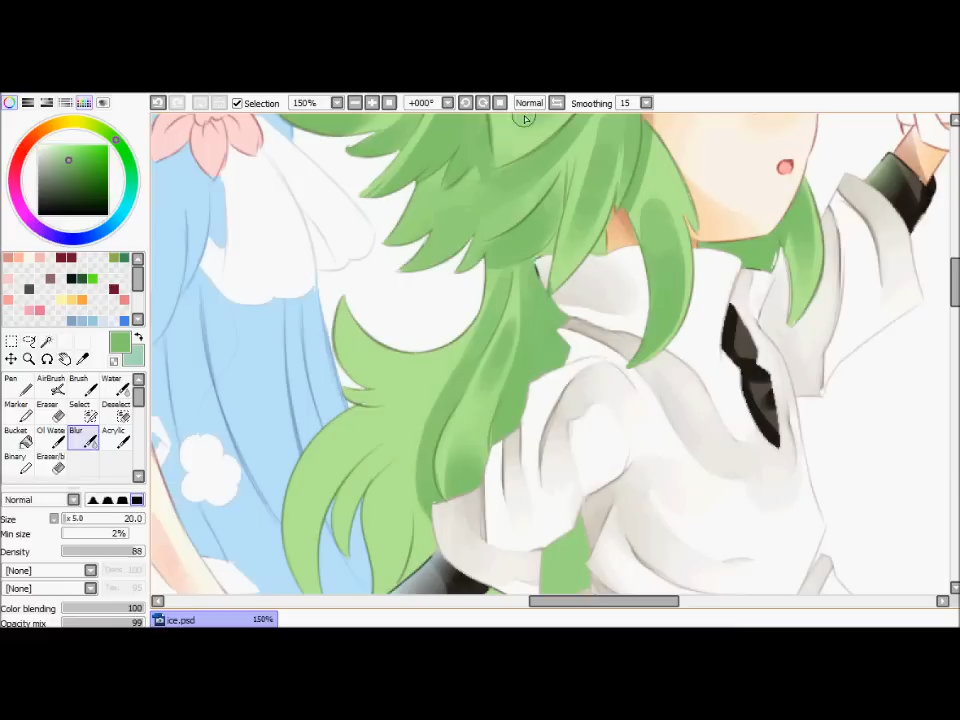 Selection 150% +000° Normal Smoothing 15
Pen AirBrush Brush Water
Marker Eraser Select Deselect
Bucket Oil Wate Blur Acrylic
Binary Eraser/b
Normal
Size x 5.0 20.0
Min size 2%
Density 88
[None]
[None]
Color blending 100
Opacity mix 99
ice.psd 150%